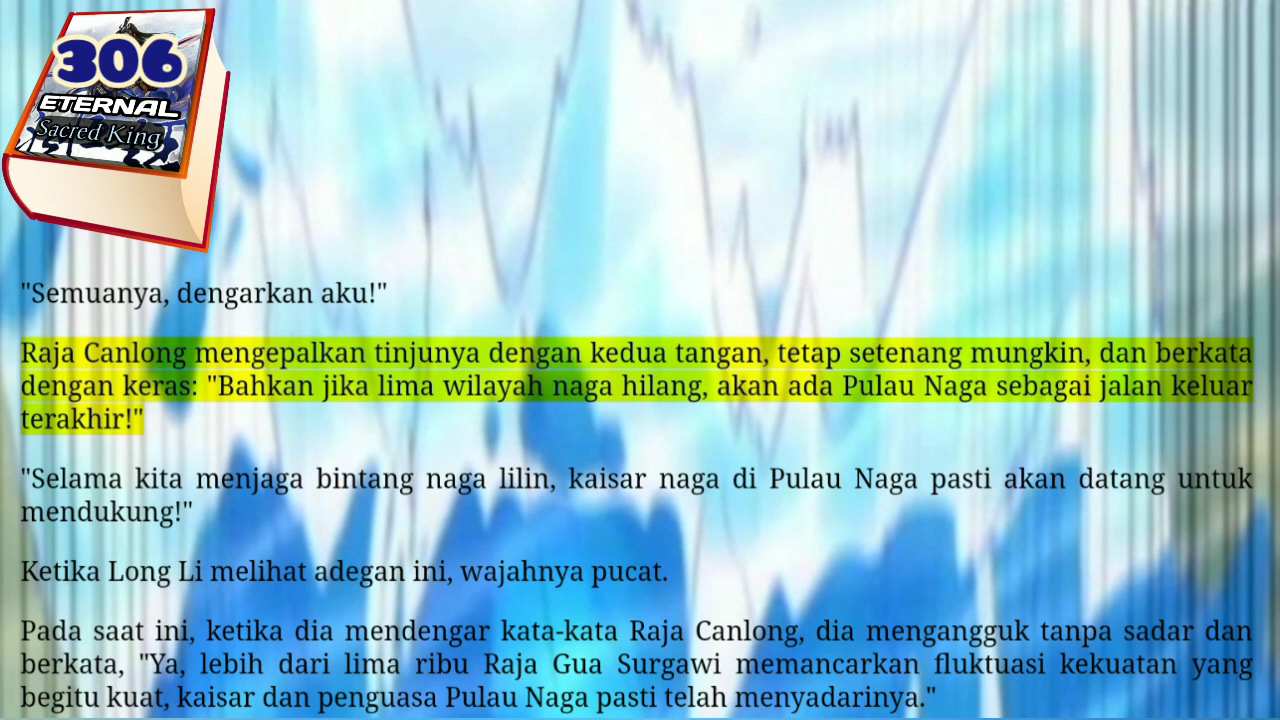 306
ETERNAL
Sacred King
"Semuanya, dengarkan aku!"
Raja Canlong mengepalkan tinjunya dengan kedua tangan, tetap setenang mungkin, dan berkata
dengan keras: "Bahkan jika lima wilayah naga hilang, akan ada Pulau Naga sebagai jalan keluar
terakhir!"
"Selama kita menjaga bintang naga lilin, kaisar naga di Pulau Naga pasti akan datang untuk
mendukung!"
Ketika Long Li melihat adegan ini, wajahnya pucat.
Pada saat ini, ketika dia mendengar kata-kata Raja Canlong, dia mengangguk tanpa sadar dan
berkata, "Ya, lebih dari lima ribu Raja Gua Surgawi memancarkan fluktuasi kekuatan yang
begitu kuat, kaisar dan penguasa Pulau Naga pasti telah menyadarinya."